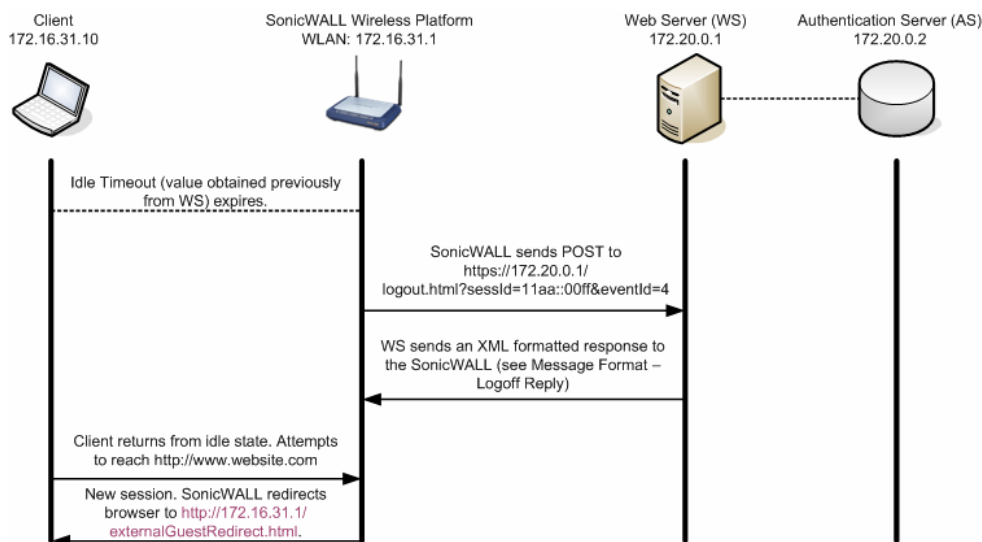 Client
172.16.31.10
SonicWALL Wireless Platform
WLAN: 172.16.31.1
Web Server (WS)
172.20.0.1
Authentication Server (AS)
172.20.0.2
Idle Timeout (value obtained previously
from WS) expires.
SonicWALL sends POST to
https://172.20.0.1/
logout.html?sessId=11aa::00ff&eventId=4
WS sends an XML formatted response to
the SonicWALL (see Message Format –
Logoff Reply)
Client returns from idle state. Attempts
to reach http://www.website.com
New session. SonicWALL redirects
browser to http://172.16.31.1/
externalGuestRedirect.html.